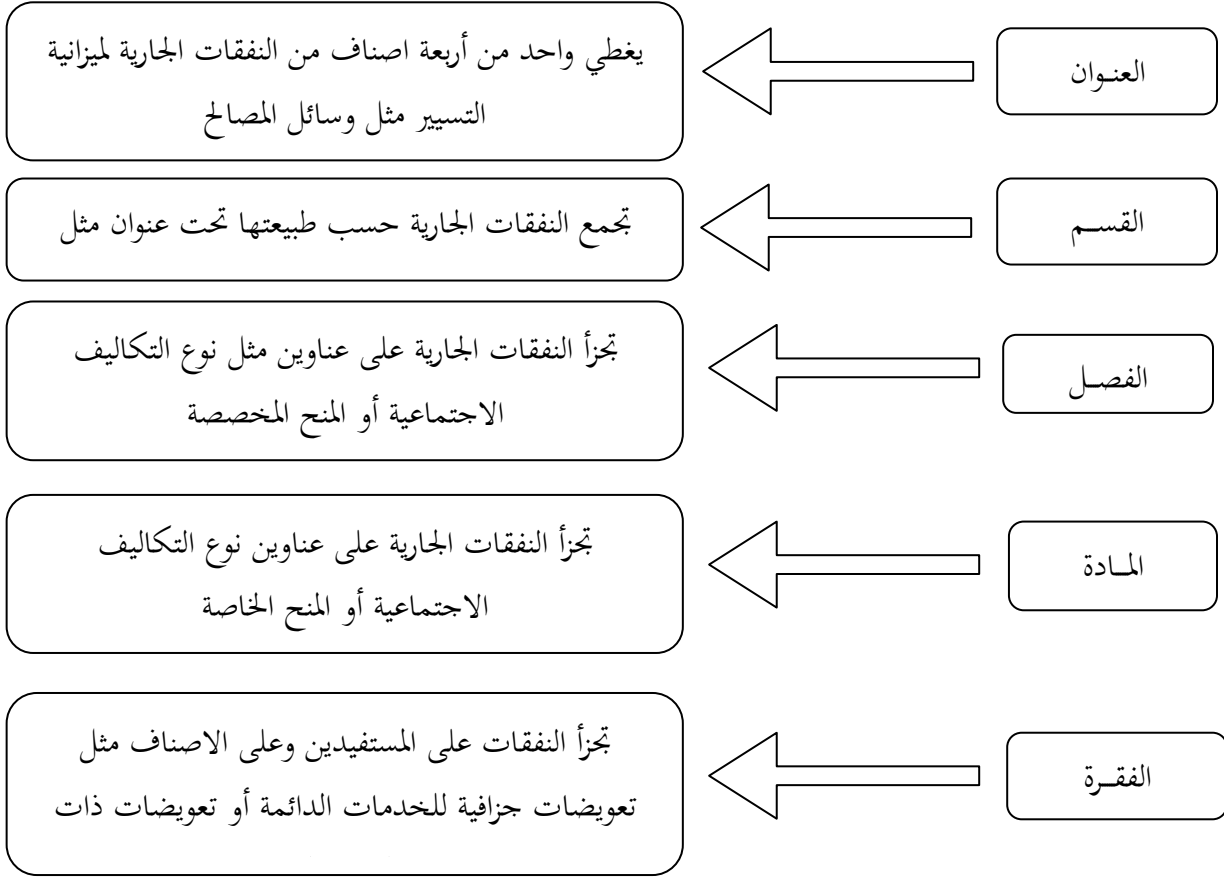 العنوان
يغطي واحد من أربعة اصناف من النفقات الجارية لميزانية
التسيير مثل وسائل المصالح
القسم
تجمع النفقات الجارية حسب طبيعتها تحت عنوان مثل
الفصل
تجزأ النفقات الجارية على عناوين مثل نوع التكاليف
الاجتماعية أو المنح المخصصة
المادة
تجزأ النفقات الجارية على عناوين نوع التكاليف
الاجتماعية أو المنح الخاصة
الفقرة
تجزأ النفقات على المستفيدين وعلى الاصناف مثل
تعويضات جزافية للخدمات الدائمة أو تعويضات ذات